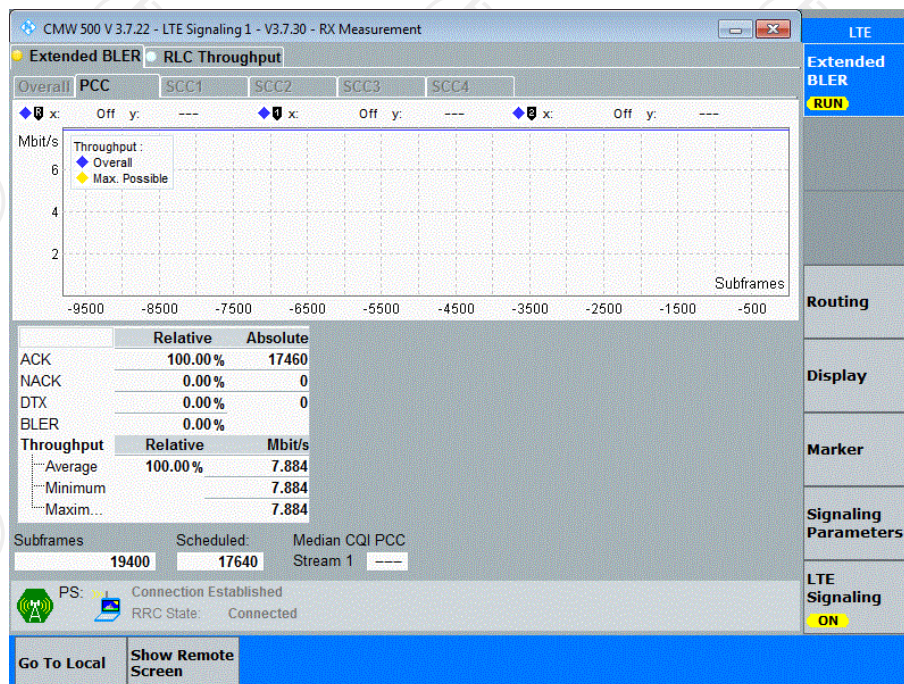 CMW 500 V 3.7.22 - LTE Signaling 1 - V3.7.30 - RX Measurement
LTE
Extended BLER RLC Throughput
Extended
BLER
RUN
Overall PCC SCC1 SCC2 SCC3 SCC4
R x: Off y: --- 1 x: Off y: --- 2 x: Off y: ---
Mbit/s
Throughput :
Overall
Max. Possible
6
4
2
Subframes
-9500 -8500 -7500 -6500 -5500 -4500 -3500 -2500 -1500 -500
Routing
Relative Absolute
ACK 100.00 % 17460
NACK 0.00 % 0
DTX 0.00 % 0
BLER 0.00 %
Throughput Relative Mbit/s
Average 100.00 % 7.884
Minimum 7.884
Maxim... 7.884
Display
Marker
Signaling
Parameters
Subframes Scheduled: Median CQI PCC
19400 17640 Stream 1 ---
PS: Connection Established
RRC State: Connected
LTE
Signaling
ON
Go To Local
Show Remote
Screen